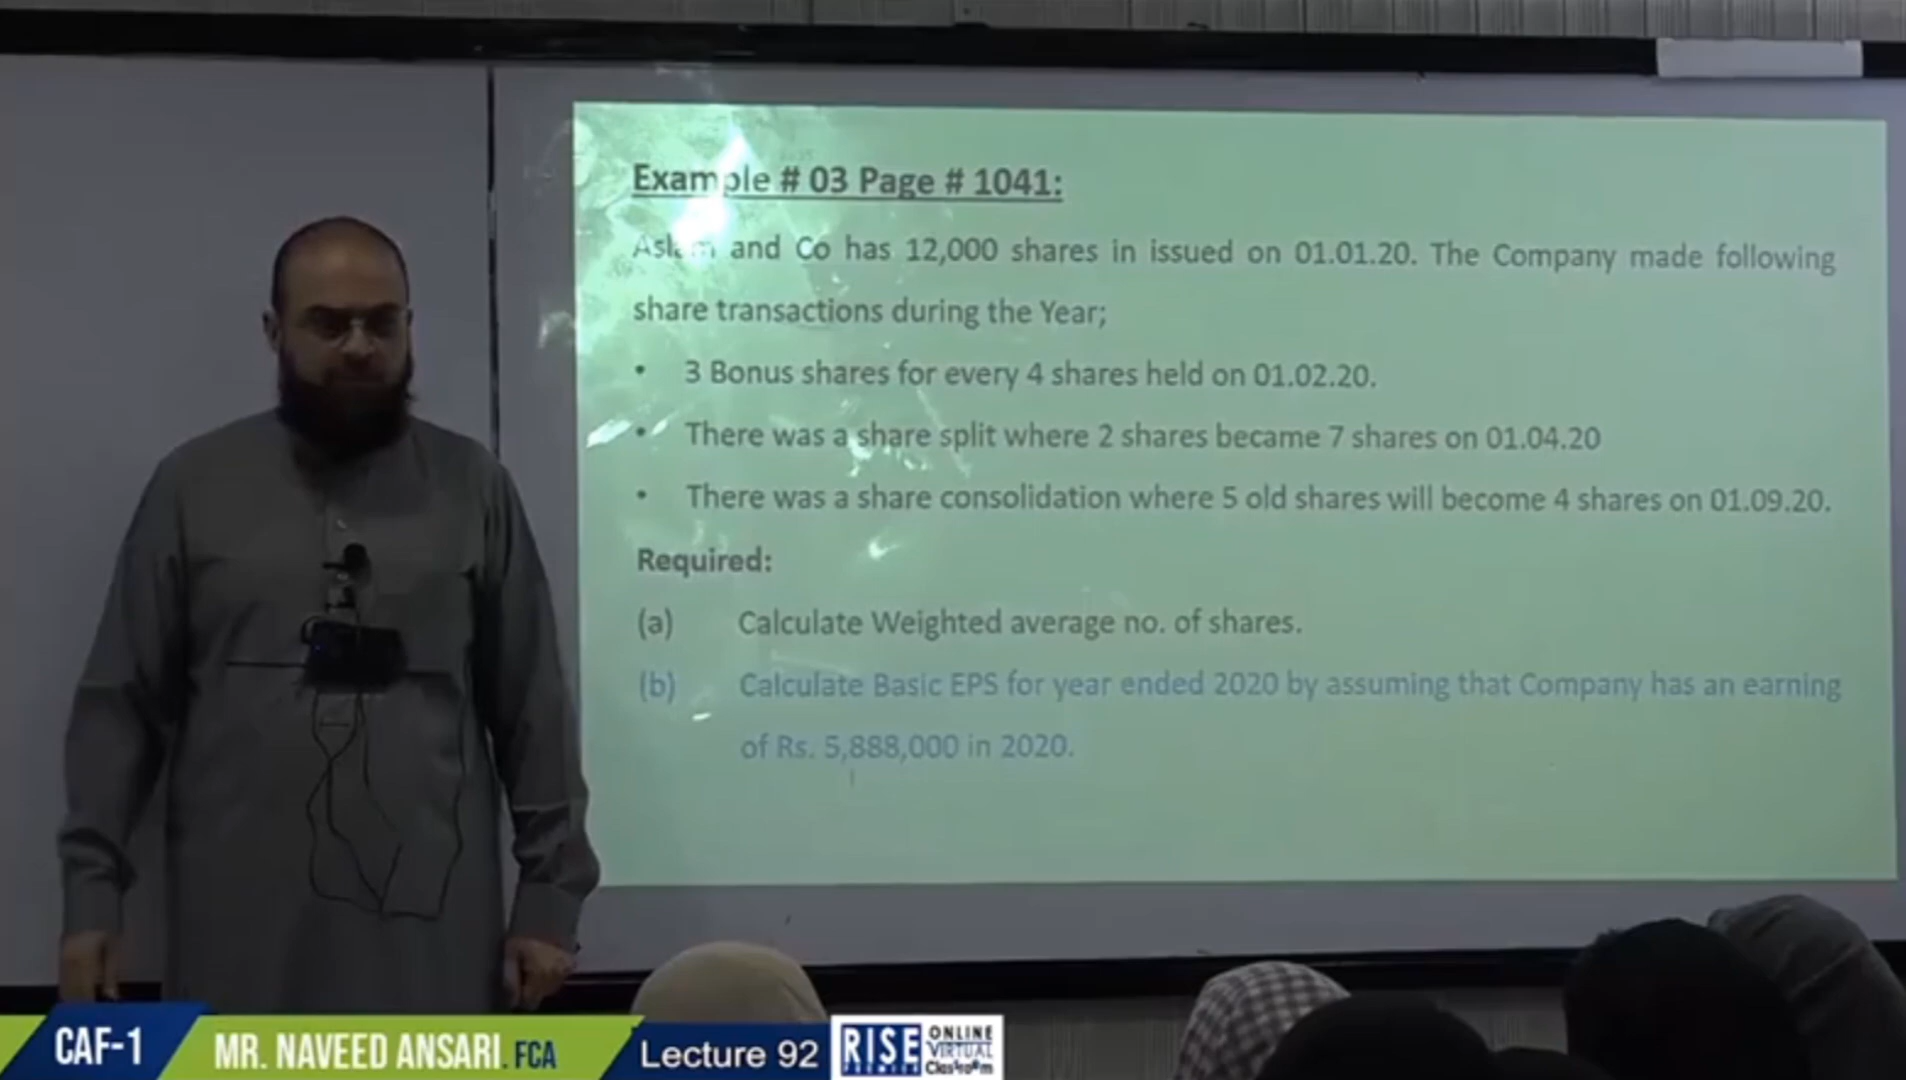 Example # 03 Page # 1041:
Aslam and Co has 12,000 shares in issued on 01.01.20. The Company made following
share transactions during the Year;
• 3 Bonus shares for every 4 shares held on 01.02.20.
• There was a share split where 2 shares became 7 shares on 01.04.20
• There was a share consolidation where 5 old shares will become 4 shares on 01.09.20.
Required:
(a) Calculate Weighted average no. of shares.
(b) Calculate Basic EPS for year ended 2020 by assuming that Company has an earning
of Rs. 5,888,000 in 2020.
CAF-1 MR. NAVEED ANSARI. FCA Lecture 92 RISE PREMIER ONLINE VIRTUAL Classroom